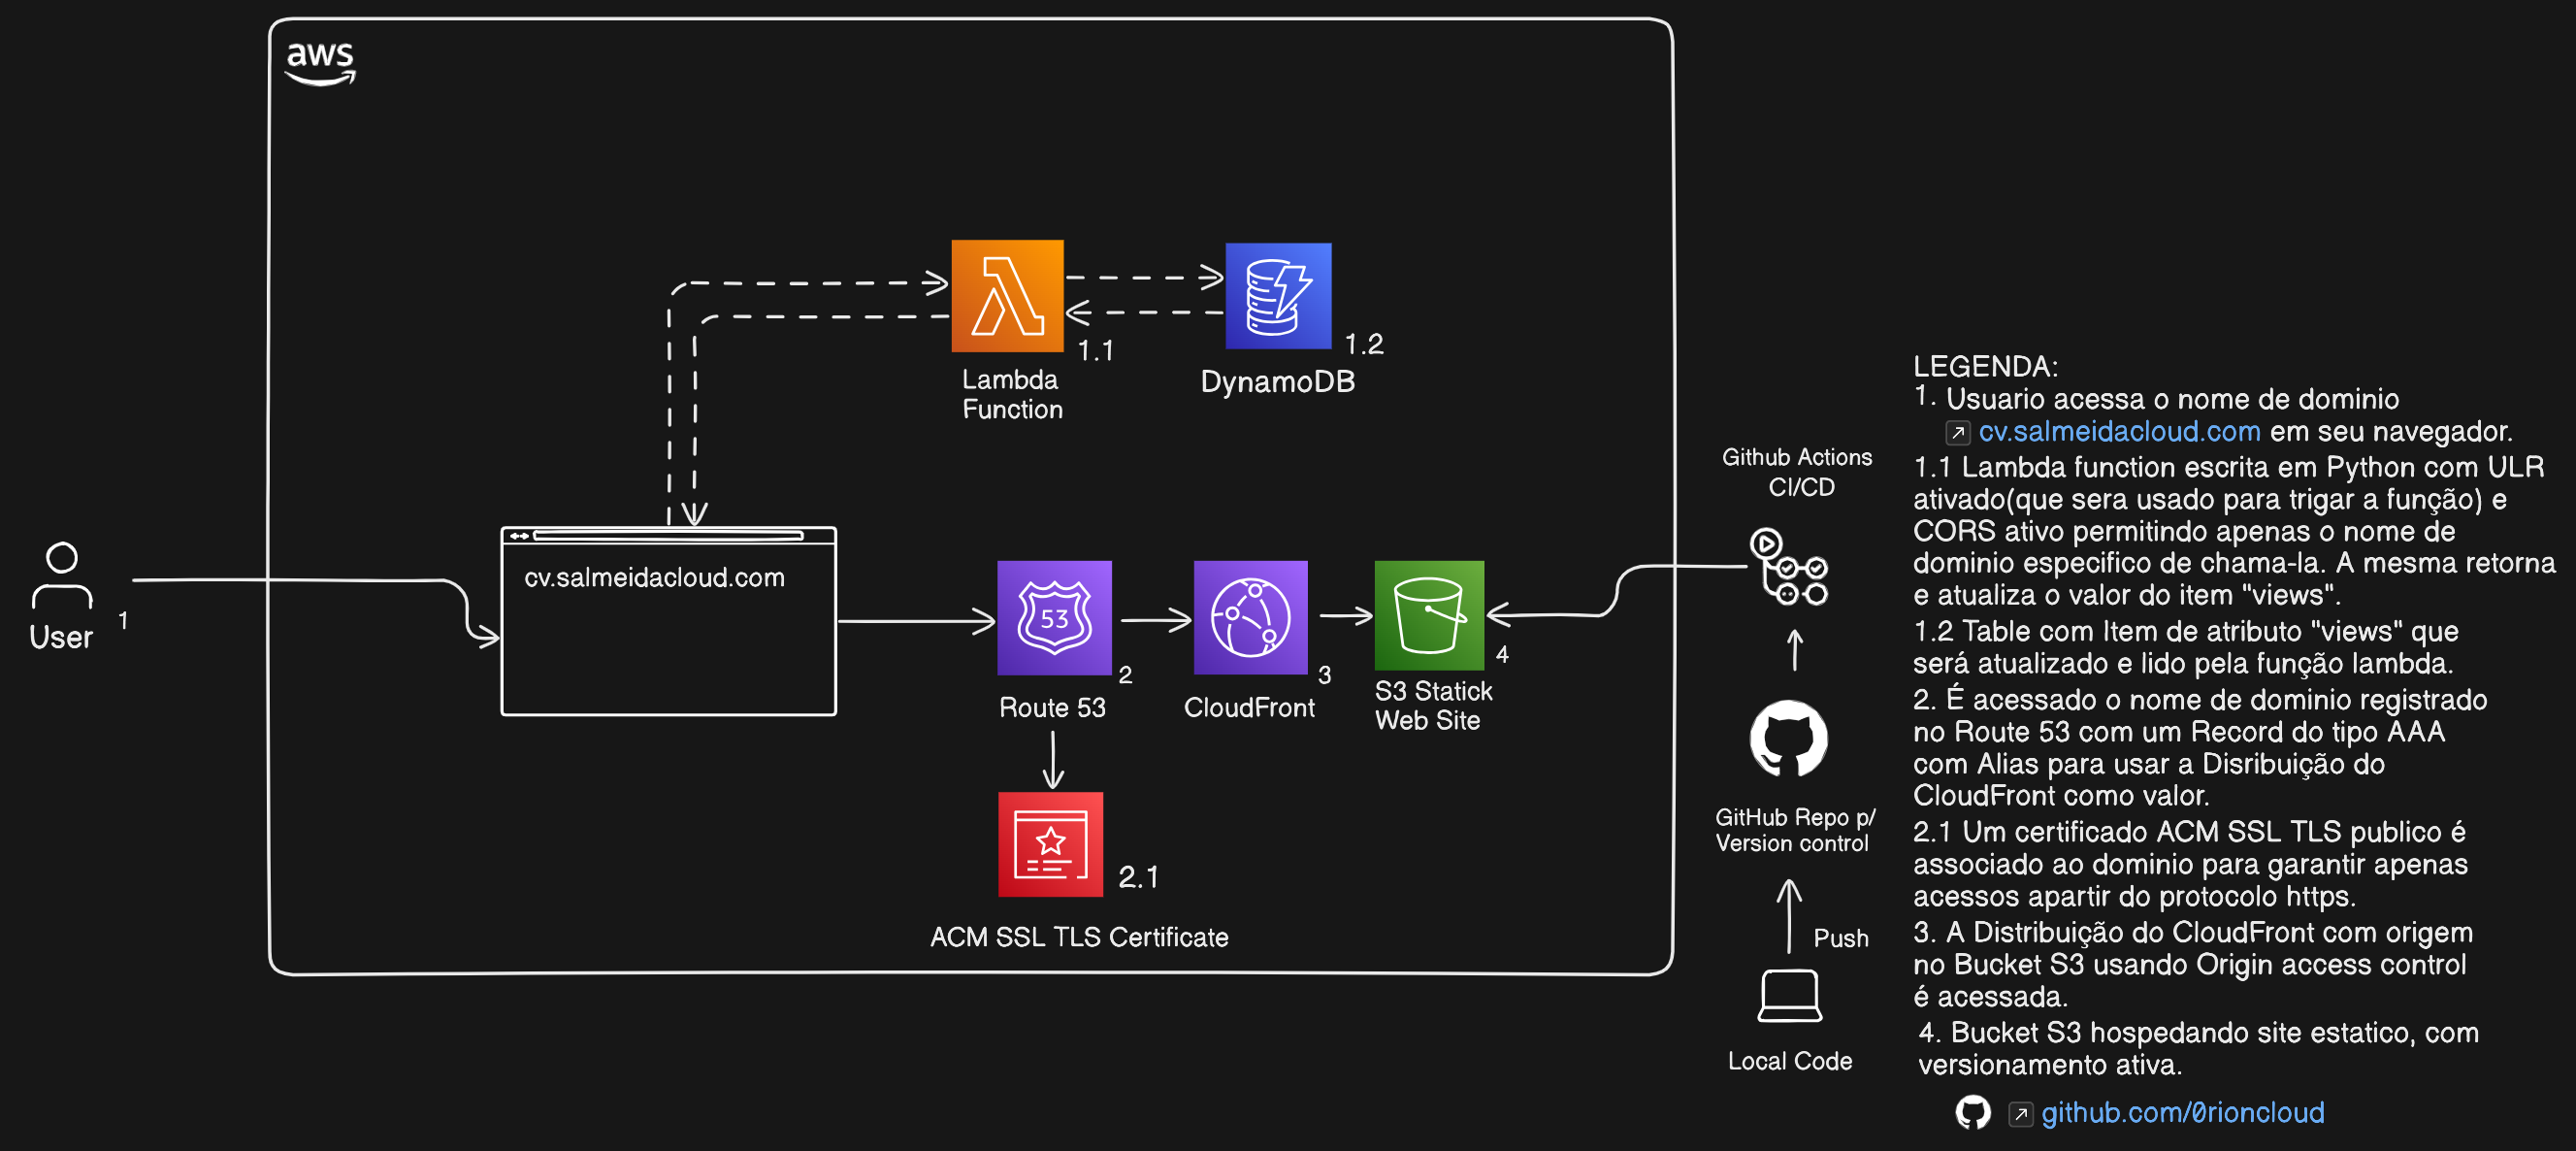 aws
Lambda
Function
1.1
DynamoDB
1.2
User
1
cv.salmeidacloud.com
53
2
Route 53
3
CloudFront
4
S3 Statick
Web Site
2.1
ACM SSL TLS Certificate
Github Actions
CI/CD
GitHub Repo p/
Version control
Push
Local Code
LEGENDA:
1. Usuario acessa o nome de dominio
cv.salmeidacloud.com em seu navegador.
1.1 Lambda function escrita em Python com ULR
ativado(que sera usado para trigar a função) e
CORS ativo permitindo apenas o nome de
dominio especifico de chama-la. A mesma retorna
e atualiza o valor do item "views".
1.2 Table com Item de atributo "views" que
será atualizado e lido pela função lambda.
2. É acessado o nome de dominio registrado
no Route 53 com um Record do tipo AAA
com Alias para usar a Disribuição do
CloudFront como valor.
2.1 Um certificado ACM SSL TLS publico é
associado ao dominio para garantir apenas
acessos apartir do protocolo https.
3. A Distribuição do CloudFront com origem
no Bucket S3 usando Origin access control
é acessada.
4. Bucket S3 hospedando site estatico, com
versionamento ativa.
github.com/0rioncloud